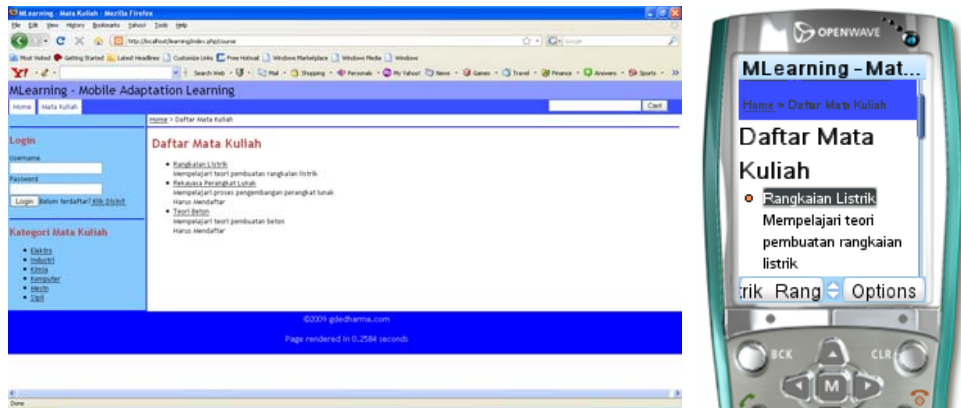 MLearning - Mata Kuliah - Mozilla Firefox
File Edit View History Bookmarks Yahoo! Tools Help
http://localhost/learning/index.php/course
Google
Most Visited Getting Started Latest Headlines Customize Links Free Hotmail Windows Marketplace Windows Media Windows
Y! Search Web Mail Shopping Personals My Yahoo! News Games Travel Finance Answers Sports
MLearning - Mobile Adaptation Learning
Home Mata Kuliah Cari
Home > Daftar Mata Kuliah
Login
Username
Password
Login Belum terdaftar? Klik Disini!
Kategori Mata Kuliah
Elektro
Industri
Kimia
Komputer
Mesin
Sipil
Daftar Mata Kuliah
Rangkaian Listrik
Mempelajari teori pembuatan rangkaian listrik
Rekayasa Perangkat Lunak
Mempelajari proses pengembangan perangkat lunak
Harus Mendaftar
Teori Beton
Mempelajari teori pembuatan beton
Harus Mendaftar
©2009 gdedharma.com
Page rendered in 0.2584 seconds
Done
OPENWAVE
MLearning - Mat...
Home > Daftar Mata Kuliah
Daftar Mata
Kuliah
Rangkaian Listrik
Mempelajari teori
pembuatan rangkaian
listrik
trik Rang Options
BCK CLR
M